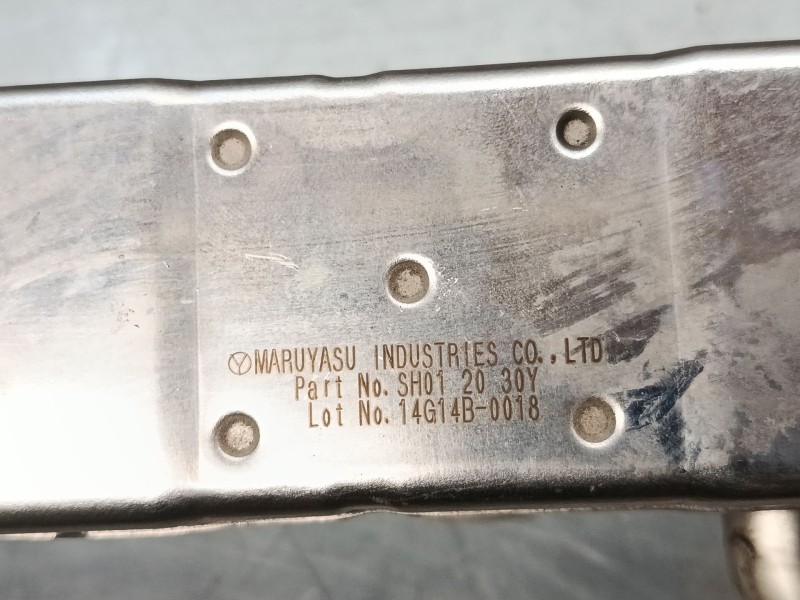 MARUYASU INDUSTRIES CO.,LTD
Part No. SH01 20 30Y
Lot No. 14G14B-0018